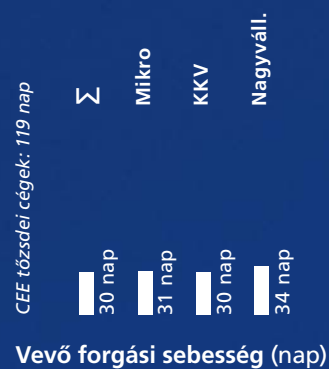 CEE tőzsdei cégek: 119 nap
Σ
Mikro
KKV
Nagyváll.
30 nap
31 nap
30 nap
34 nap
Vevő forgási sebesség (nap)